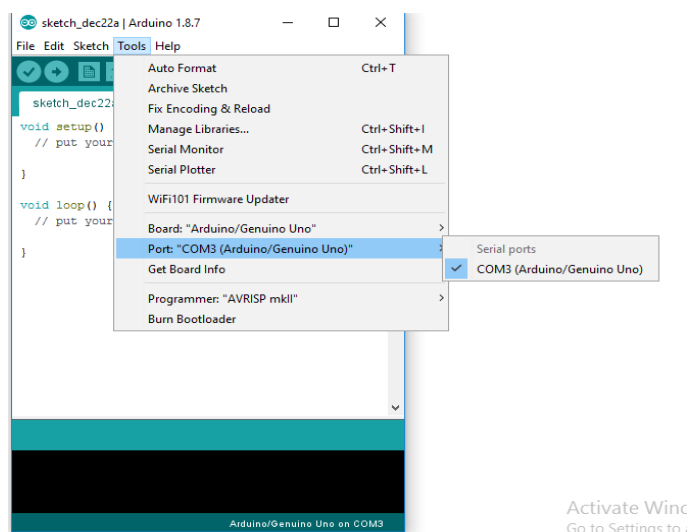 sketch_dec22a | Arduino 1.8.7
File Edit Sketch Tools Help
Auto Format Ctrl+T
Archive Sketch
Fix Encoding & Reload
Manage Libraries... Ctrl+Shift+I
Serial Monitor Ctrl+Shift+M
Serial Plotter Ctrl+Shift+L
WiFi101 Firmware Updater
Board: "Arduino/Genuino Uno"
Port: "COM3 (Arduino/Genuino Uno)"
Get Board Info
Programmer: "AVRISP mkII"
Burn Bootloader
Serial ports
COM3 (Arduino/Genuino Uno)
sketch_dec22a
void setup()
// put your
}
void loop() {
// put your
}
Arduino/Genuino Uno on COM3
Activate Winc
Go to Settings to